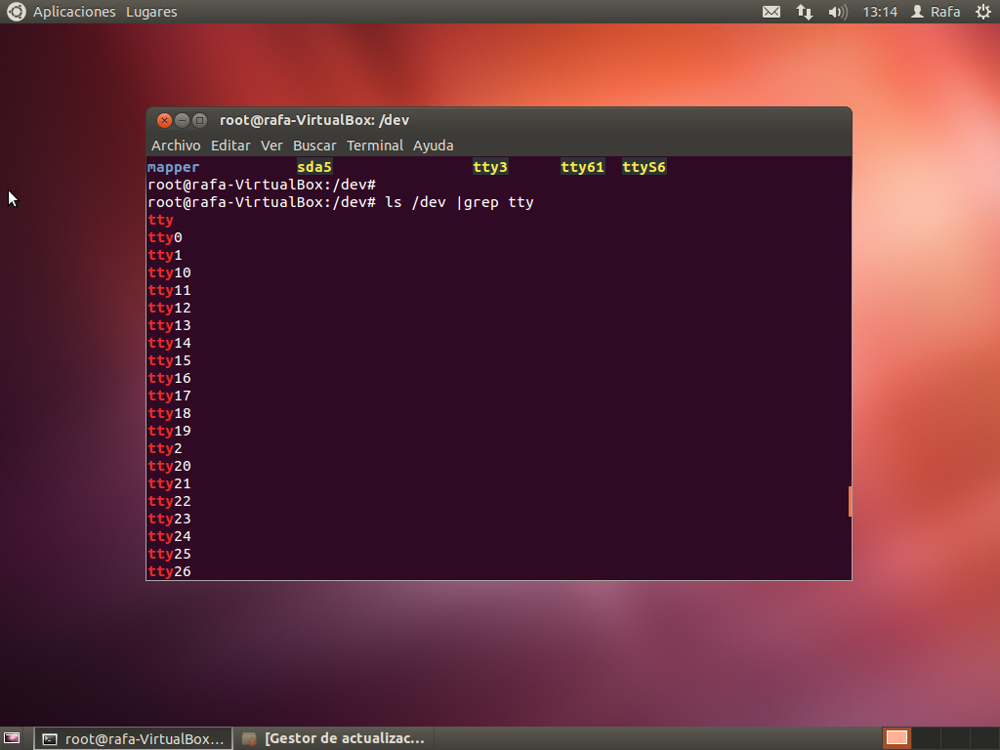 Aplicaciones Lugares 13:14 Rafa
root@rafa-VirtualBox: /dev
Archivo Editar Ver Buscar Terminal Ayuda
mapper sda5 tty3 tty61 ttyS6
root@rafa-VirtualBox:/dev#
root@rafa-VirtualBox:/dev# ls /dev |grep tty
tty
tty0
tty1
tty10
tty11
tty12
tty13
tty14
tty15
tty16
tty17
tty18
tty19
tty2
tty20
tty21
tty22
tty23
tty24
tty25
tty26
root@rafa-VirtualBox... [Gestor de actualizac...